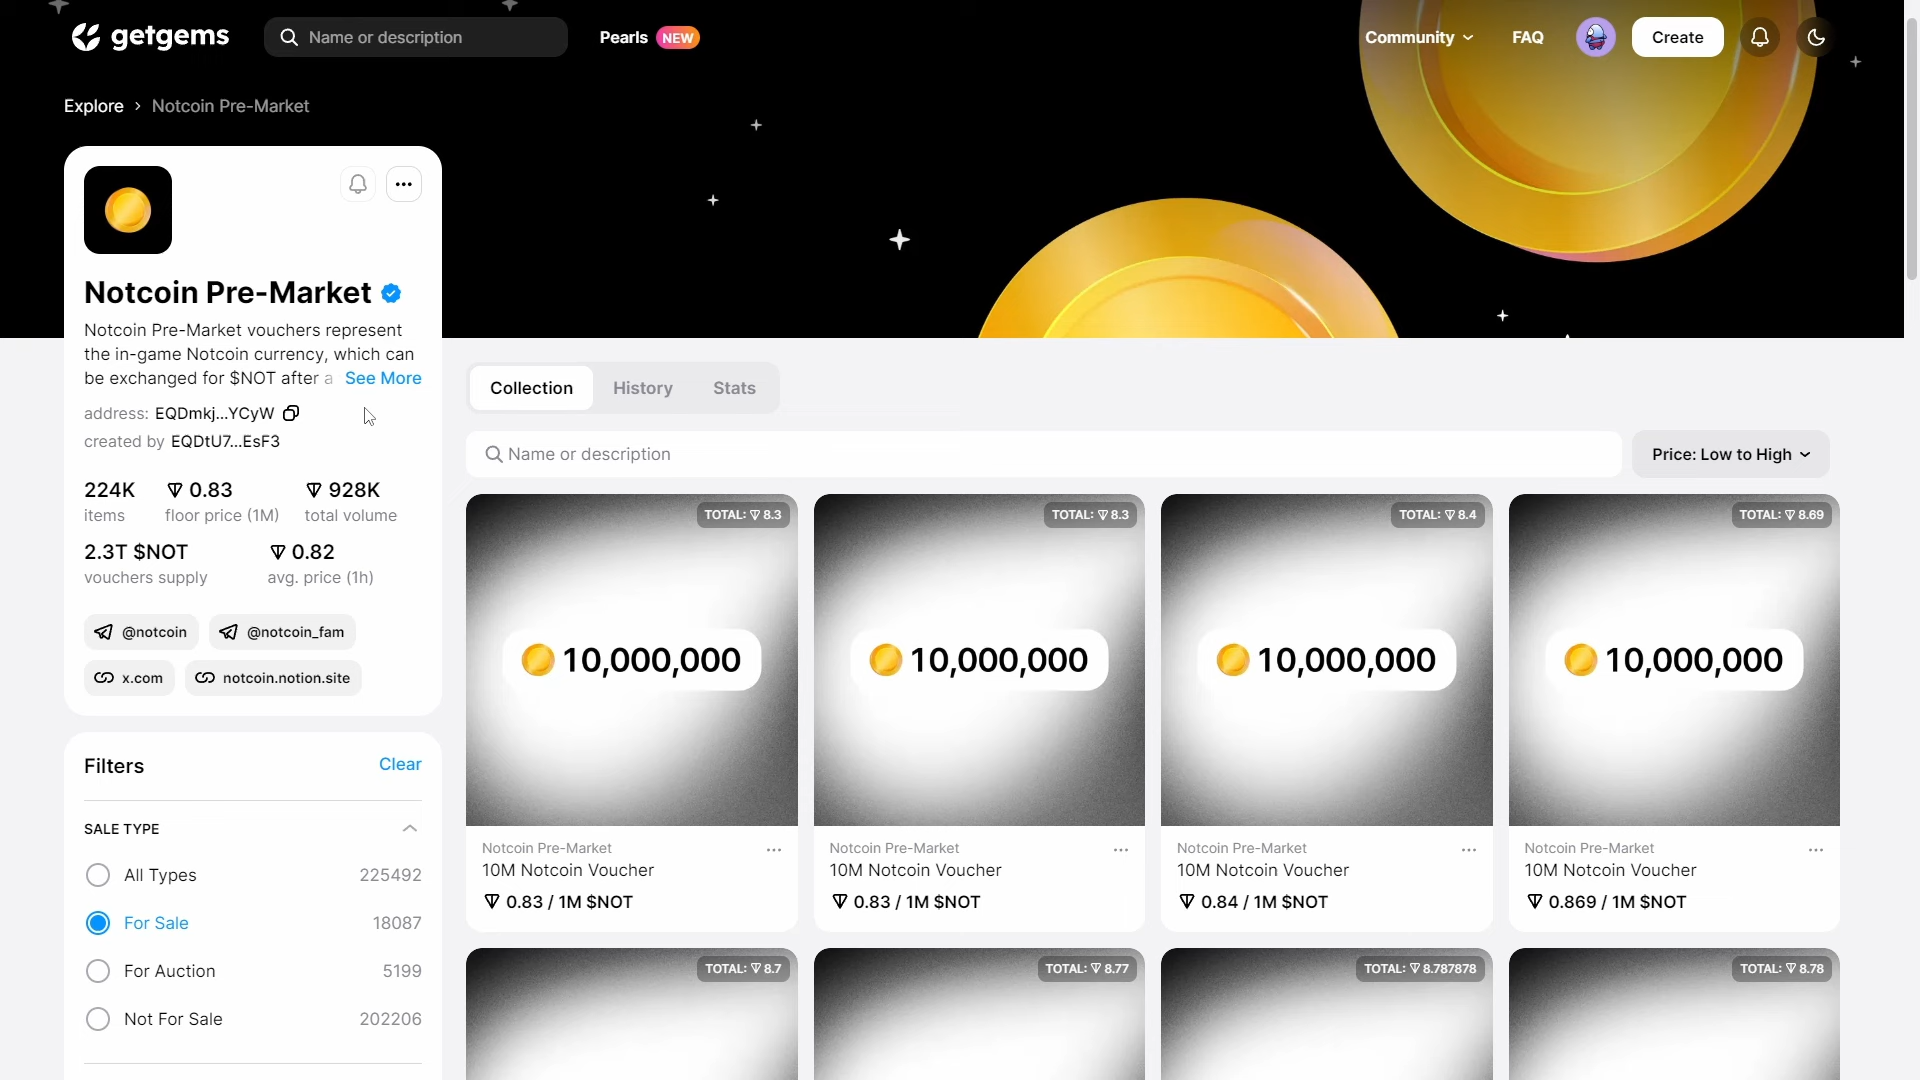 getgems
Name or description
Pearls NEW
Community
FAQ
Create
Explore › Notcoin Pre-Market
Notcoin Pre-Market
Notcoin Pre-Market vouchers represent
the in-game Notcoin currency, which can
be exchanged for $NOT after a See More
address: EQDmkj...YCyW
created by EQDtU7...EsF3
224K 0.83 928K
items floor price (1M) total volume
2.3T $NOT 0.82
vouchers supply avg. price (1h)
@notcoin @notcoin_fam
x.com notcoin.notion.site
Filters Clear
SALE TYPE
All Types 225492
For Sale 18087
For Auction 5199
Not For Sale 202206
Collection History Stats
Name or description
Price: Low to High
TOTAL: 8.3
10,000,000
Notcoin Pre-Market
10M Notcoin Voucher
0.83 / 1M $NOT
TOTAL: 8.3
10,000,000
Notcoin Pre-Market
10M Notcoin Voucher
0.83 / 1M $NOT
TOTAL: 8.4
10,000,000
Notcoin Pre-Market
10M Notcoin Voucher
0.84 / 1M $NOT
TOTAL: 8.69
10,000,000
Notcoin Pre-Market
10M Notcoin Voucher
0.869 / 1M $NOT
TOTAL: 8.7
TOTAL: 8.77
TOTAL: 8.787878
TOTAL: 8.78